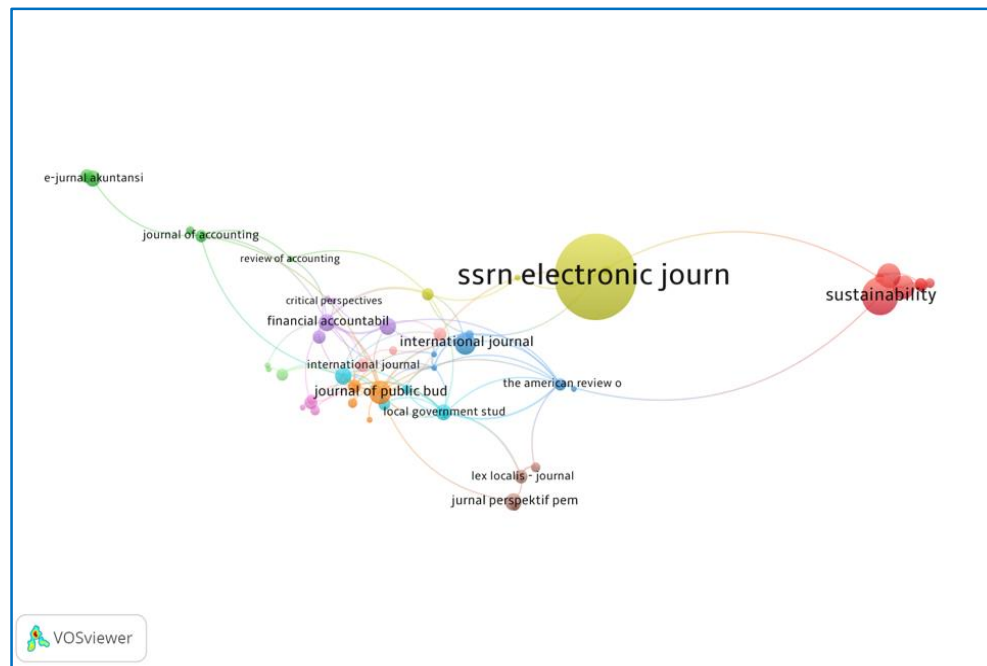 e-jurnal akuntansi
journal of accounting
review of accounting
ssrn electronic journ
sustainability
critical perspectives
financial accountabil
international journal
international journal
journal of public bud
the american review o
local government stud
lex localis - journal
jurnal perspektif pem
VOSviewer